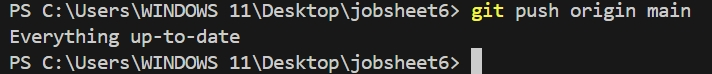 PS C:\Users\WINDOWS 11\Desktop\jobsheet6> git push origin main
Everything up-to-date
PS C:\Users\WINDOWS 11\Desktop\jobsheet6>